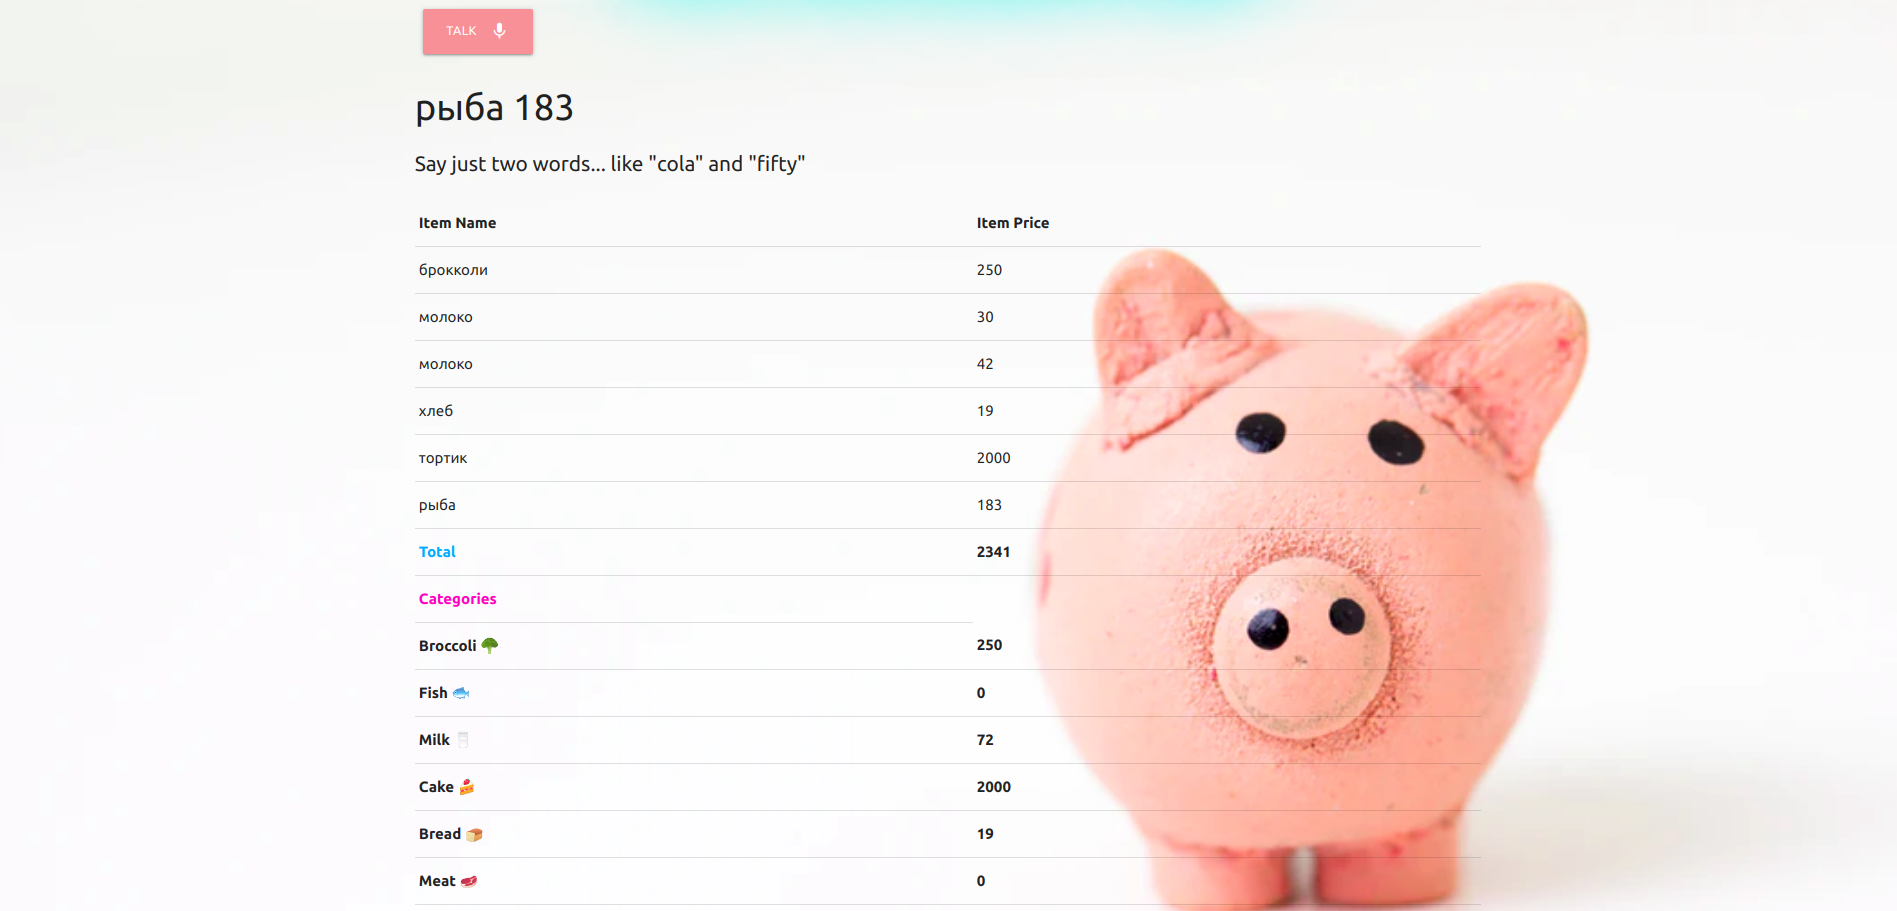 TALK
рыба 183
Say just two words... like "cola" and "fifty"
Item Name Item Price
брокколи 250
молоко 30
молоко 42
хлеб 19
тортик 2000
рыба 183
Total 2341
Categories
Broccoli 🥦 250
Fish 🐟 0
Milk 🥛 72
Cake 🍰 2000
Bread 🍞 19
Meat 🥩 0